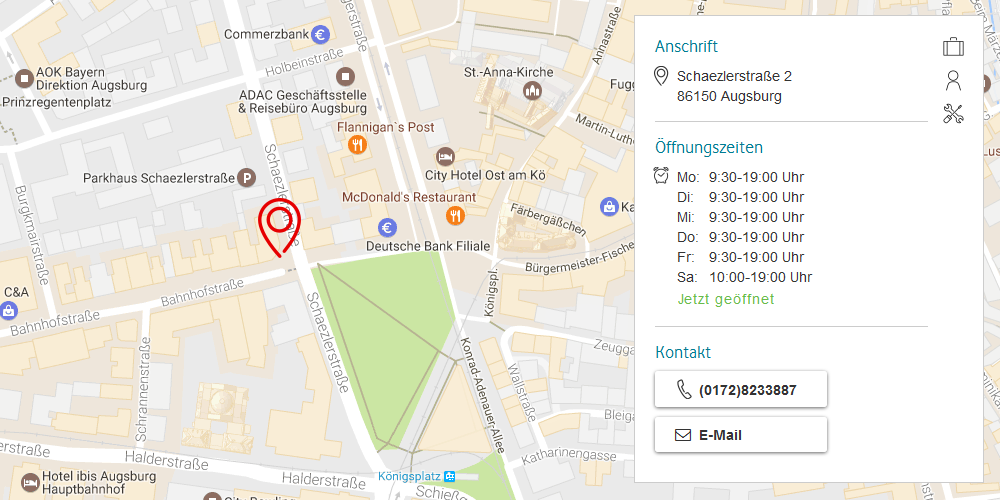 Commerzbank
Holbeinstraße
AOK Bayern
Direktion Augsburg
Prinzregentenplatz
ADAC Geschäftsstelle
& Reisebüro Augsburg
Flannigan`s Post
St.-Anna-Kirche
Annastraße
Fugg
Martin-Luth
Schaezlerstraße
Parkhaus Schaezlerstraße
City Hotel Ost am Kö
McDonald's Restaurant
Färbergäßchen
Ka
Burgkmairstraße
Deutsche Bank Filiale
Bürgermeister-Fische
Königspl.
C&A
Bahnhofstraße
Bahnhofstraße
Schaezlerstraße
Schrannenstraße
Konrad-Adenauer-Allee
Zeugga
Wallstraße
Bleiga
Katharinengasse
Halderstraße
Halderstraße
Königsplatz
Hotel ibis Augsburg
Hauptbahnhof
Schieß
Anschrift
Schaezlerstraße 2
86150 Augsburg
Öffnungszeiten
Mo: 9:30-19:00 Uhr
Di: 9:30-19:00 Uhr
Mi: 9:30-19:00 Uhr
Do: 9:30-19:00 Uhr
Fr: 9:30-19:00 Uhr
Sa: 10:00-19:00 Uhr
Jetzt geöffnet
Kontakt
(0172)8233887
E-Mail